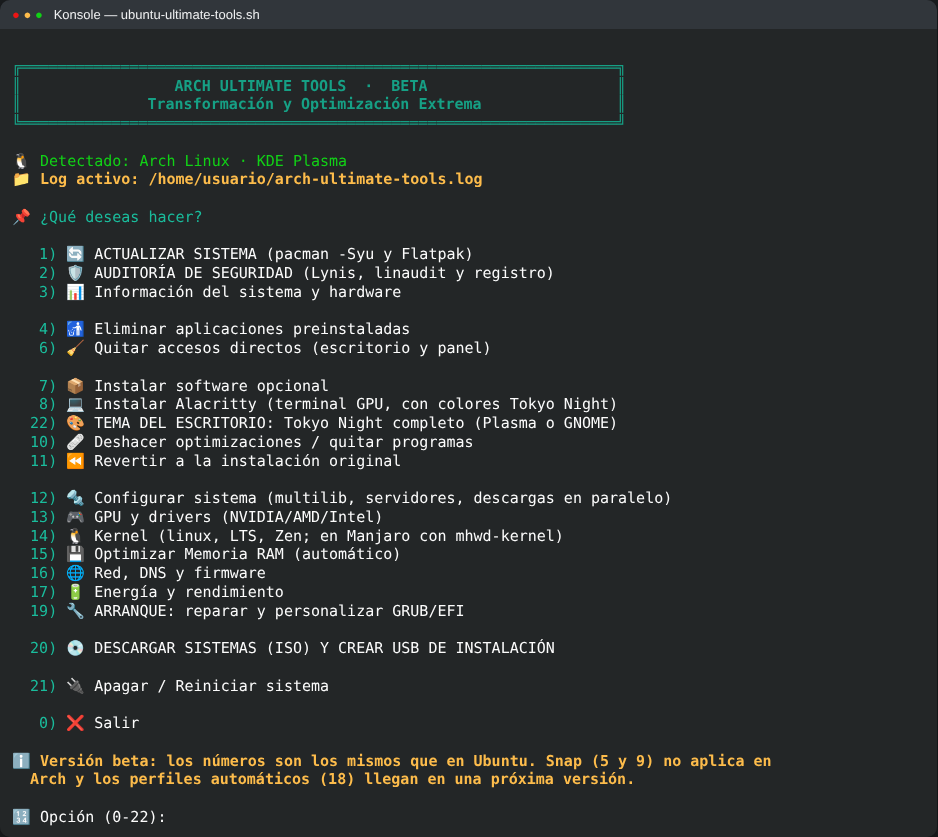 Konsole — ubuntu-ultimate-tools.sh
ARCH ULTIMATE TOOLS · BETA
Transformación y Optimización Extrema
🐧 Detectado: Arch Linux · KDE Plasma
📁 Log activo: /home/usuario/arch-ultimate-tools.log
📌 ¿Qué deseas hacer?
1) 🔄 ACTUALIZAR SISTEMA (pacman -Syu y Flatpak)
2) 🛡️ AUDITORÍA DE SEGURIDAD (Lynis, linaudit y registro)
3) 📊 Información del sistema y hardware
4) 🚮 Eliminar aplicaciones preinstaladas
6) 🧹 Quitar accesos directos (escritorio y panel)
7) 📦 Instalar software opcional
8) 💻 Instalar Alacritty (terminal GPU, con colores Tokyo Night)
22) 🎨 TEMA DEL ESCRITORIO: Tokyo Night completo (Plasma o GNOME)
10) 🩹 Deshacer optimizaciones / quitar programas
11) ⏪ Revertir a la instalación original
12) 🔩 Configurar sistema (multilib, servidores, descargas en paralelo)
13) 🎮 GPU y drivers (NVIDIA/AMD/Intel)
14) 🐧 Kernel (linux, LTS, Zen; en Manjaro con mhwd-kernel)
15) 💾 Optimizar Memoria RAM (automático)
16) 🌐 Red, DNS y firmware
17) 🔋 Energía y rendimiento
19) 🔧 ARRANQUE: reparar y personalizar GRUB/EFI
20) 💿 DESCARGAR SISTEMAS (ISO) Y CREAR USB DE INSTALACIÓN
21) 🔌 Apagar / Reiniciar sistema
0) ❌ Salir
ℹ️ Versión beta: los números son los mismos que en Ubuntu. Snap (5 y 9) no aplica en
Arch y los perfiles automáticos (18) llegan en una próxima versión.
🔢 Opción (0-22):